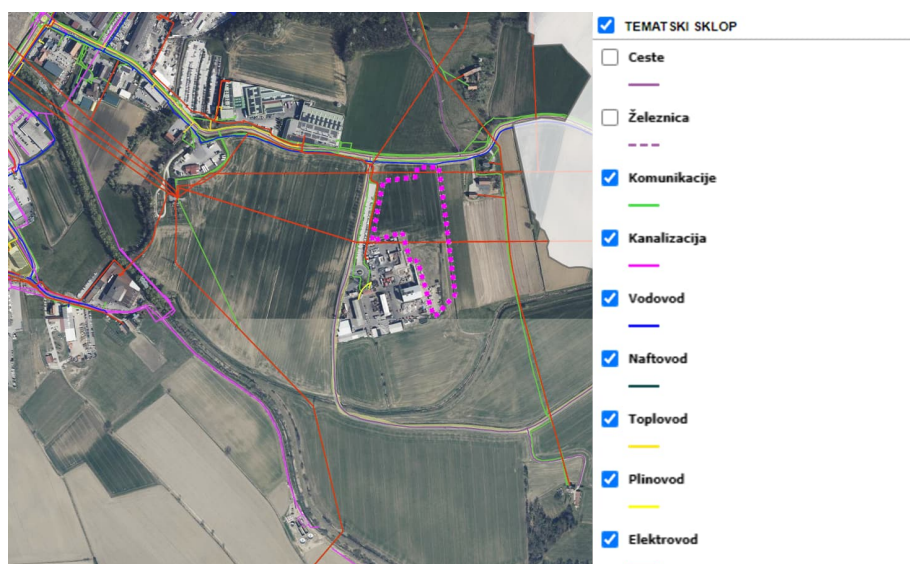 TEMATSKI SKLOP
Ceste
Železnica
Komunikacije
Kanalizacija
Vodovod
Naftovod
Toplovod
Plinovod
Elektrovod